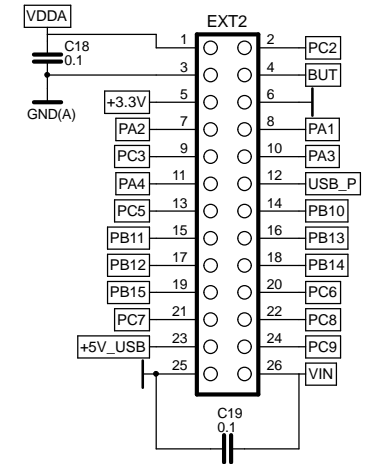 VDDA
EXT2
C18
0.1
1 2 PC2
3 4 BUT
GND(A)
+3.3V 5 6
PA2 7 8 PA1
PC3 9 10 PA3
PA4 11 12 USB_P
PC5 13 14 PB10
PB11 15 16 PB13
PB12 17 18 PB14
PB15 19 20 PC6
PC7 21 22 PC8
+5V_USB 23 24 PC9
25 26 VIN
C19
0.1